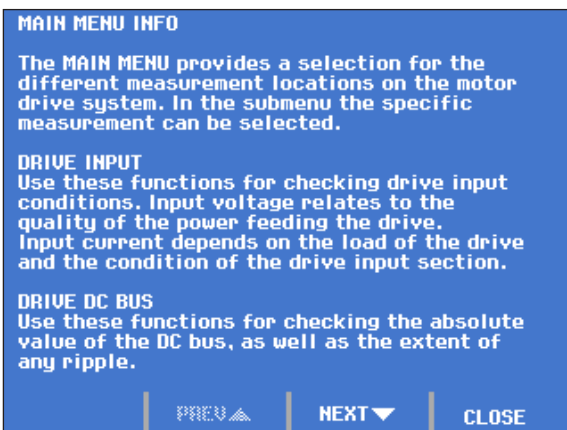 MAIN MENU INFO
The MAIN MENU provides a selection for the
different measurement locations on the motor
drive system. In the submenu the specific
measurement can be selected.
DRIVE INPUT
Use these functions for checking drive input
conditions. Input voltage relates to the
quality of the power feeding the drive.
Input current depends on the load of the drive
and the condition of the drive input section.
DRIVE DC BUS
Use these functions for checking the absolute
value of the DC bus, as well as the extent of
any ripple.
PREV NEXT CLOSE